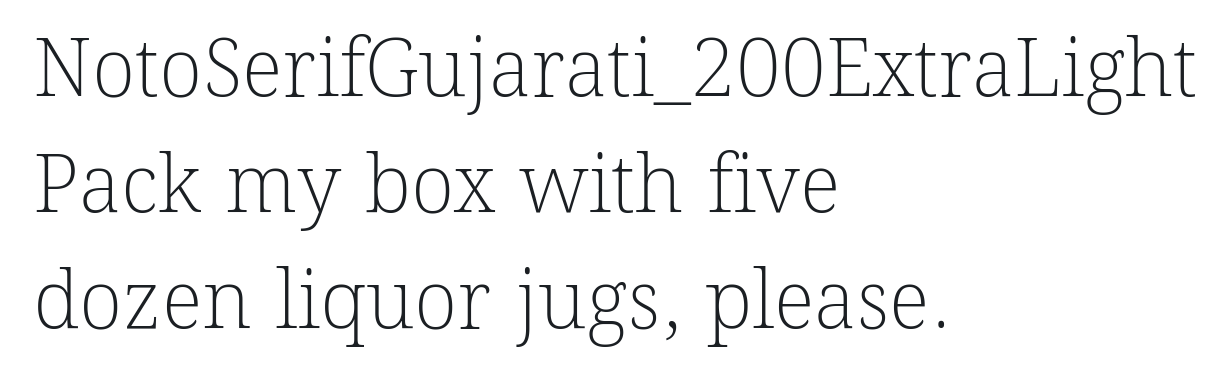 NotoSerifGujarati_200ExtraLight
Pack my box with five
dozen liquor jugs, please.